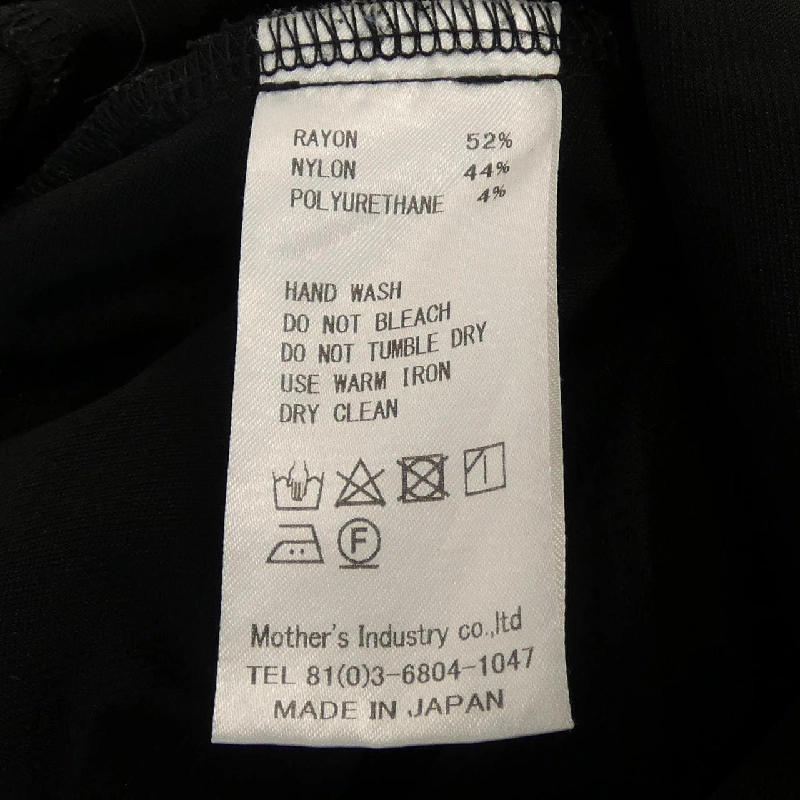 RAYON 52%
NYLON 44%
POLYURETHANE 4%
HAND WASH
DO NOT BLEACH
DO NOT TUMBLE DRY
USE WARM IRON
DRY CLEAN
F
Mother's Industry co.,ltd
TEL 81(0)3-6804-1047
MADE IN JAPAN